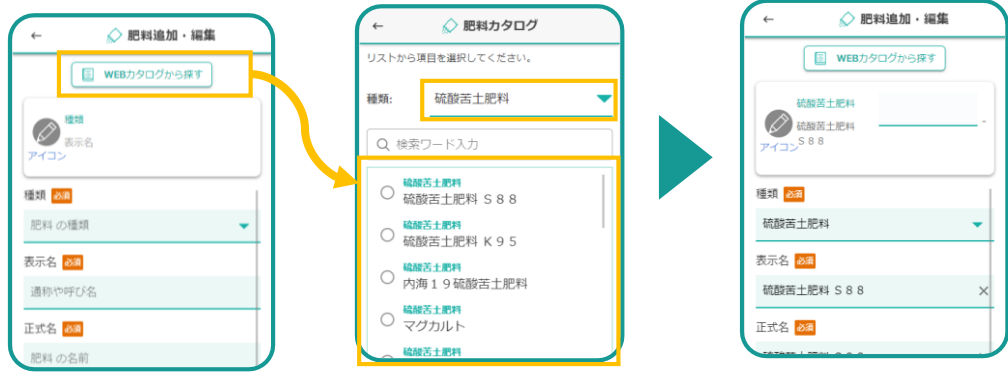 ← 肥料追加・編集
WEBカタログから探す
種類
表示名
アイコン
種類 必須
肥料 の種類
表示名 必須
通称や呼び名
正式名 必須
肥料 の名前
← 肥料カタログ
リストから項目を選択してください。
種類: 硫酸苦土肥料
検索ワード入力
硫酸苦土肥料
硫酸苦土肥料 Ｓ８８
硫酸苦土肥料
硫酸苦土肥料 Ｋ９５
硫酸苦土肥料
内海１９硫酸苦土肥料
硫酸苦土肥料
マグカルト
硫酸苦土肥料
← 肥料追加・編集
WEBカタログから探す
硫酸苦土肥料
硫酸苦土肥料
Ｓ８８
-
アイコン
種類 必須
硫酸苦土肥料
表示名 必須
硫酸苦土肥料 Ｓ８８
正式名 必須